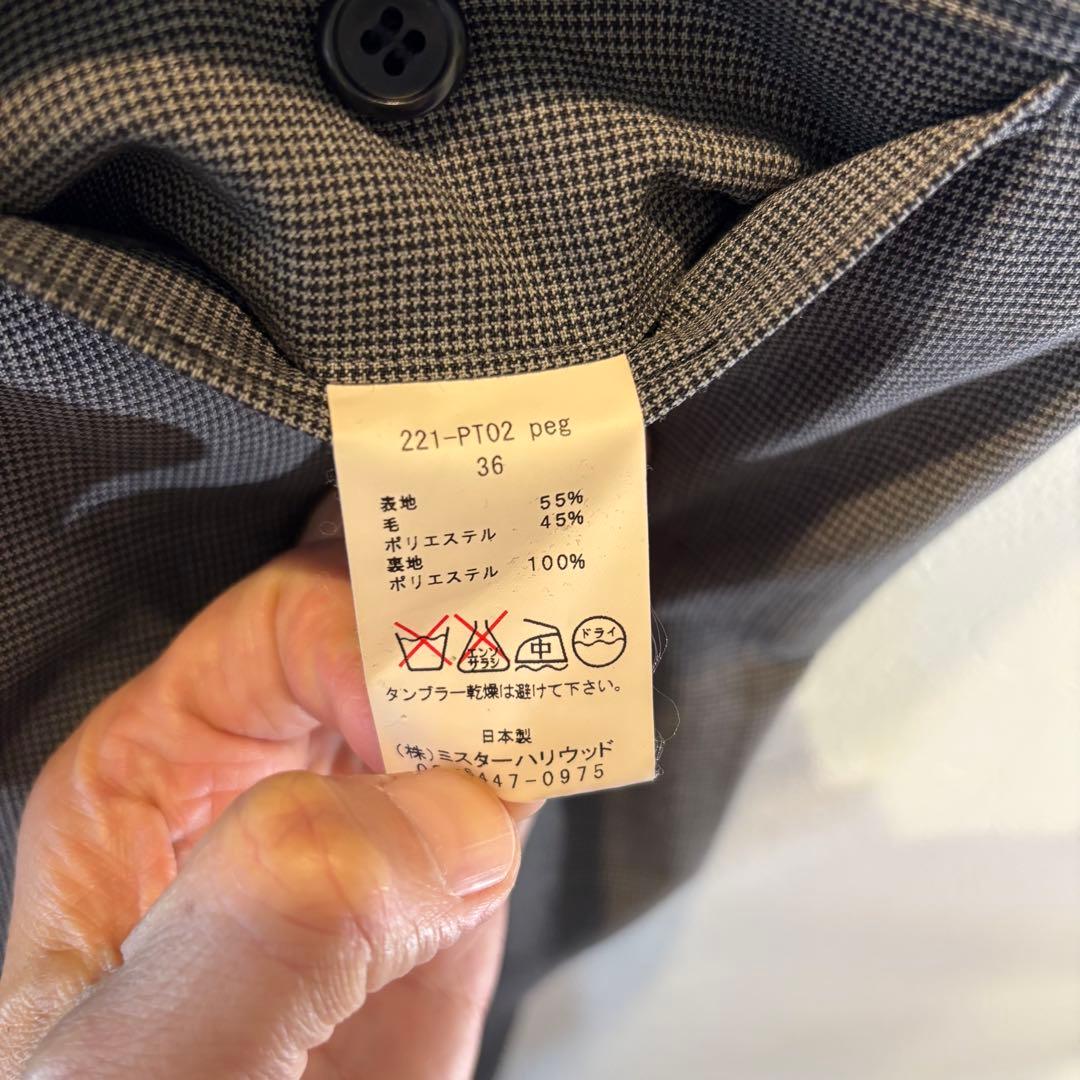 221-PT02 peg
36
表地 55%
毛 45%
ポリエステル
裏地 100%
ポリエステル
エンソ
サラシ
中
ドライ
タンブラー乾燥は避けて下さい。
日本製
(株)ミスターハリウッド
447-0975